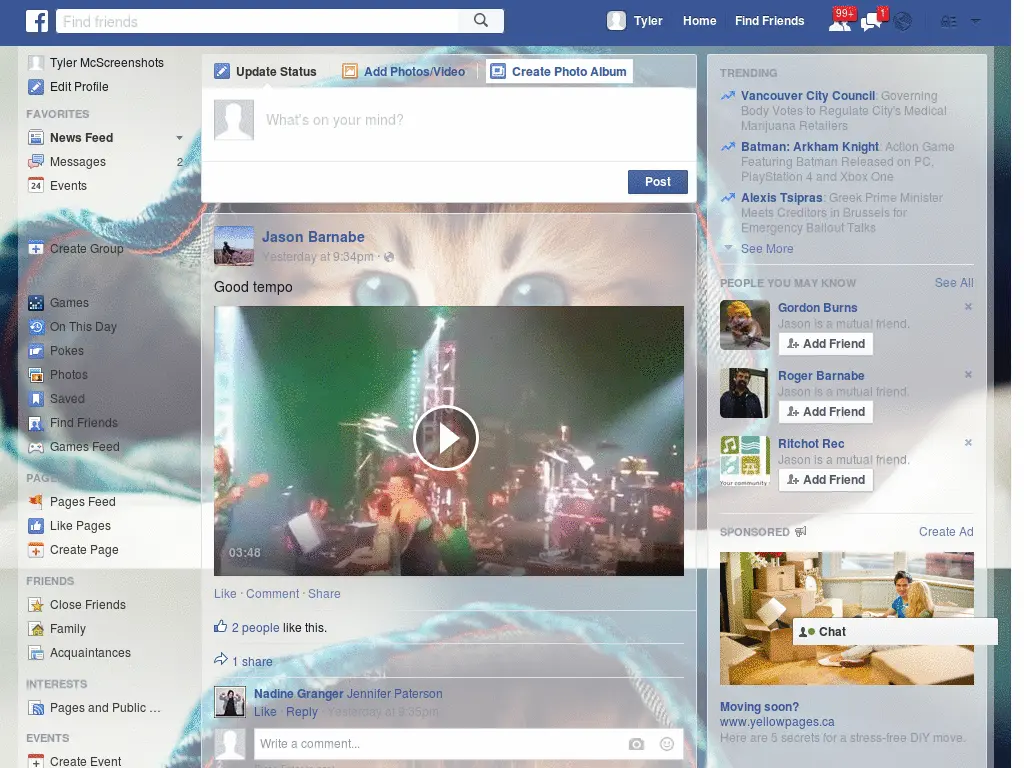 Find friends
Tyler
Home
Find Friends
99+
1
Tyler McScreenshots
Edit Profile
FAVORITES
News Feed
Messages
2
24
Events
Create Group
Games
On This Day
Pokes
Photos
Saved
Find Friends
Games Feed
Pages Feed
Like Pages
Create Page
FRIENDS
Close Friends
Family
Acquaintances
INTERESTS
Pages and Public ...
EVENTS
Create Event
Update Status
Add Photos/Video
Create Photo Album
What's on your mind?
Post
Jason Barnabe
Yesterday at 9:34pm ·
Good tempo
03:48
Like · Comment · Share
2 people like this.
1 share
Nadine Granger Jennifer Paterson
Like · Reply · Yesterday at 9:35pm
Write a comment...
TRENDING
Vancouver City Council: Governing
Body Votes to Regulate City's Medical
Marijuana Retailers
Batman: Arkham Knight: Action Game
Featuring Batman Released on PC,
PlayStation 4 and Xbox One
Alexis Tsipras: Greek Prime Minister
Meets Creditors in Brussels for
Emergency Bailout Talks
See More
PEOPLE YOU MAY KNOW
See All
Gordon Burns
Jason is a mutual friend.
Add Friend
Roger Barnabe
Jason is a mutual friend.
Add Friend
Ritchot Rec
Jason is a mutual friend.
Add Friend
Your community
SPONSORED
Create Ad
Chat
Moving soon?
www.yellowpages.ca
Here are 5 secrets for a stress-free DIY move.